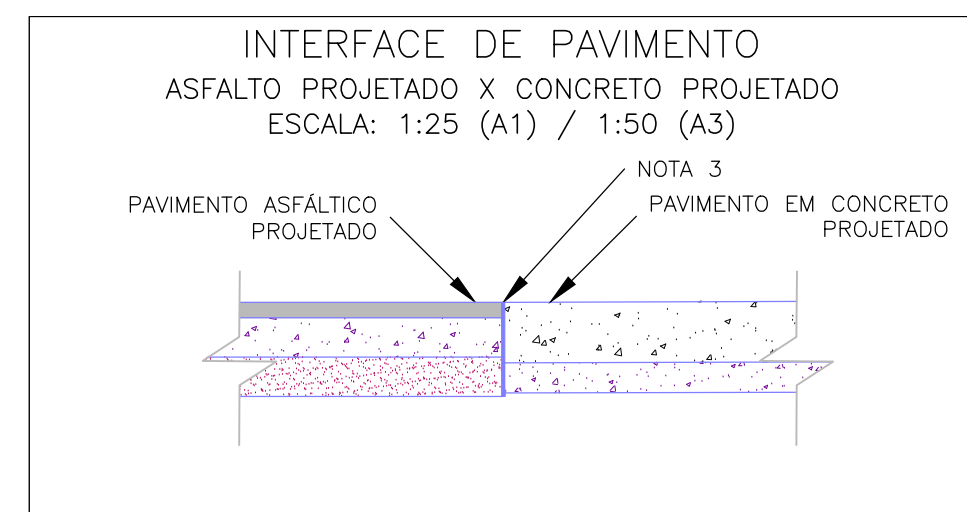 INTERFACE DE PAVIMENTO
ASFALTO PROJETADO X CONCRETO PROJETADO
ESCALA: 1:25 (A1) / 1:50 (A3)
NOTA 3
PAVIMENTO ASFÁLTICO
PROJETADO
PAVIMENTO EM CONCRETO
PROJETADO